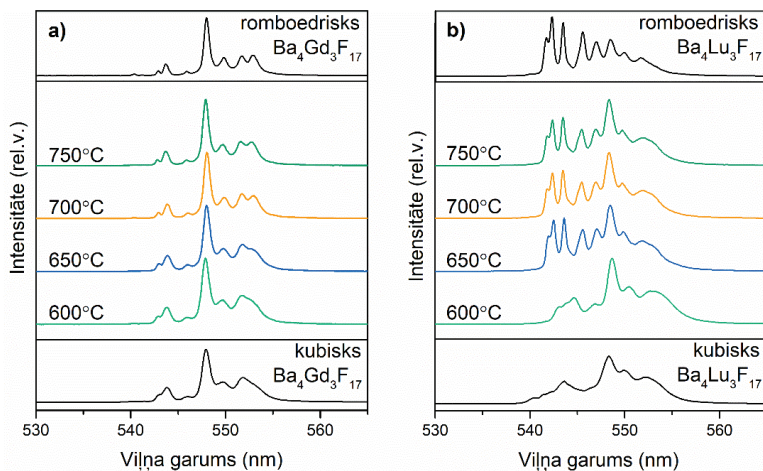 a)
romboedrisks
Ba₄Gd₃F₁₇
750°C
700°C
650°C
600°C
kubisks
Ba₄Gd₃F₁₇
Intensitāte (rel.v.)
530 540 550 560
Viļņa garums (nm)
b)
romboedrisks
Ba₄Lu₃F₁₇
750°C
700°C
650°C
600°C
kubisks
Ba₄Lu₃F₁₇
Intensitāte (rel.v.)
530 540 550 560
Viļņa garums (nm)